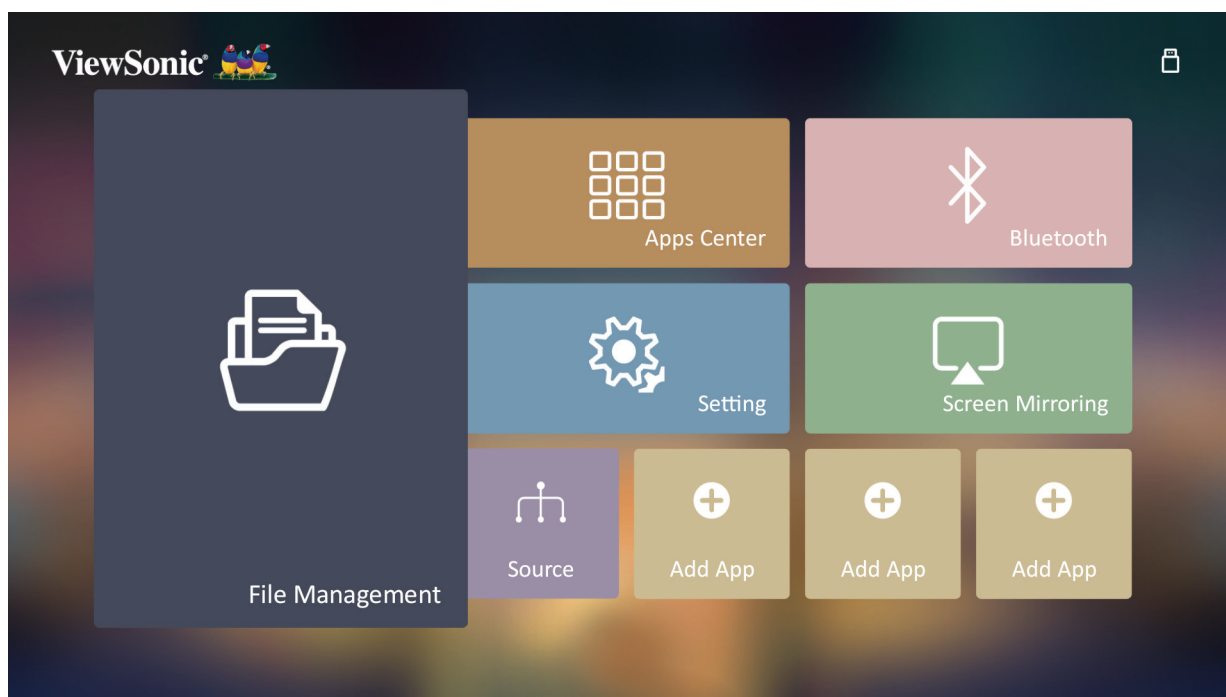 ViewSonic®
Apps Center
Bluetooth
Setting
Screen Mirroring
File Management
Source
Add App
Add App
Add App